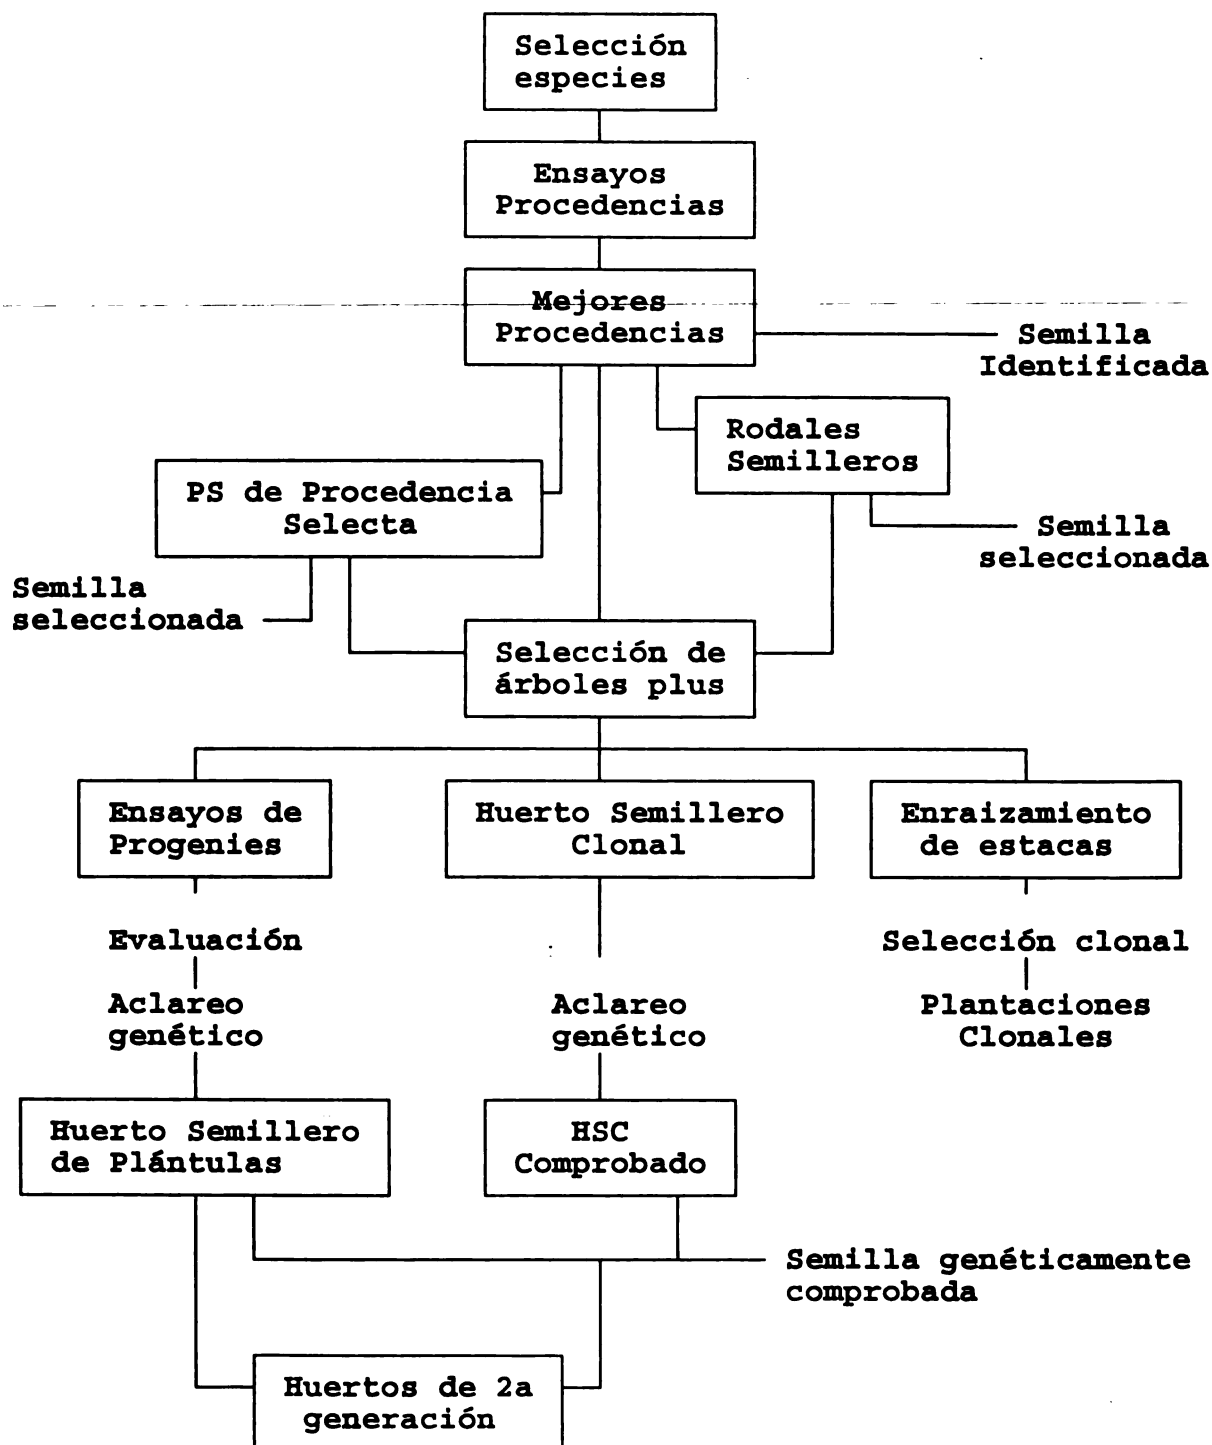 Selección
especies
Ensayos
Procedencias
Mejores
Procedencias
Semilla
Identificada
Rodales
Semilleros
PS de Procedencia
Selecta
Semilla
seleccionada
Semilla
seleccionada
Selección de
árboles plus
Ensayos de
Progenies
Huerto Semillero
Clonal
Enraizamiento
de estacas
Evaluación
Selección clonal
Aclareo
genético
Aclareo
genético
Plantaciones
Clonales
Huerto Semillero
de Plántulas
HSC
Comprobado
Semilla genéticamente
comprobada
Huertos de 2a
generación